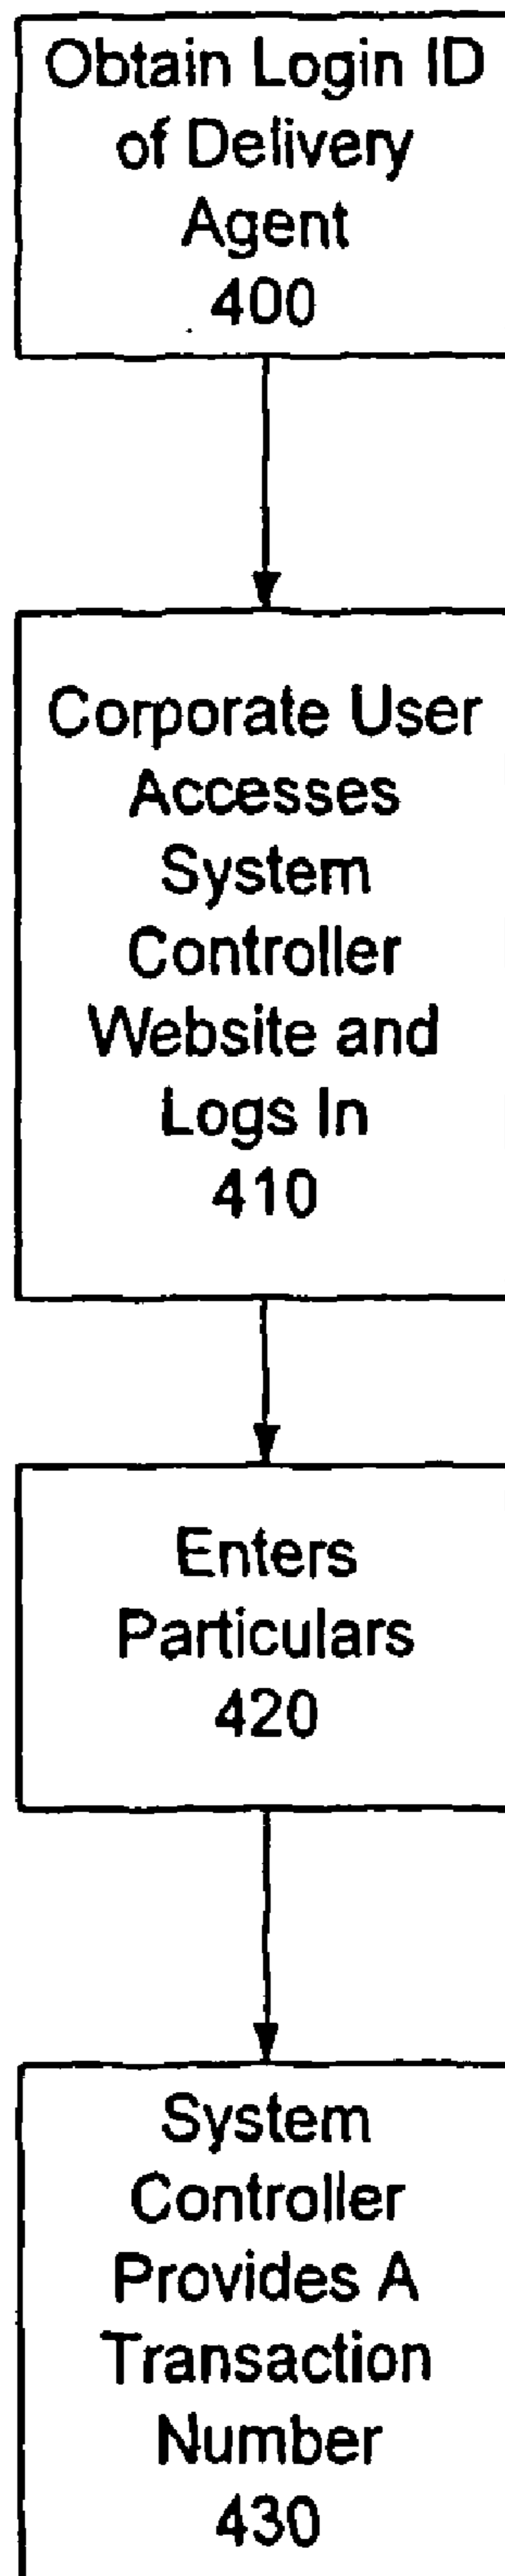 Obtain Login ID
of Delivery
Agent
400
Corporate User
Accesses
System
Controller
Website and
Logs In
410
Enters
Particulars
420
System
Controller
Provides A
Transaction
Number
430